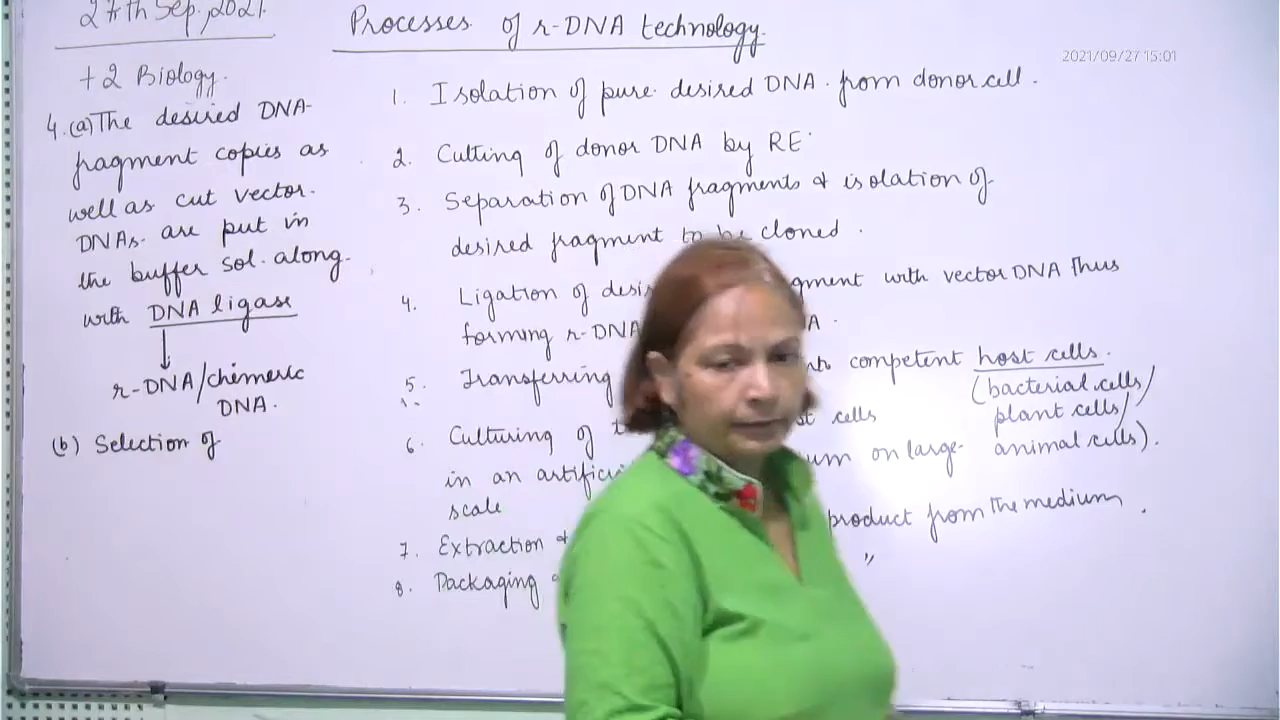 27th Sep., 2021.
+2 Biology.
4. (a) The desired DNA-
fragment copies as
well as cut vector.
DNAs. are put in
the buffer sol. along.
with DNA ligase
r-DNA/chimeric
DNA.
(b) Selection of
Processes of r-DNA technology.
2021/09/27 15:01
1. Isolation of pure desired DNA. from donor cell.
2. Cutting of donor DNA by RE
3. Separation of DNA fragments & isolation of
desired fragment to be cloned.
4. Ligation of with vector DNA thus
forming r-DNA
5. Transferring competent host cells.
(bacterial cells/
plant cells/
animal cells).
6. Culturing of cells
in an on large-
scale
7. Extraction & product from the medium.
8. Packaging "